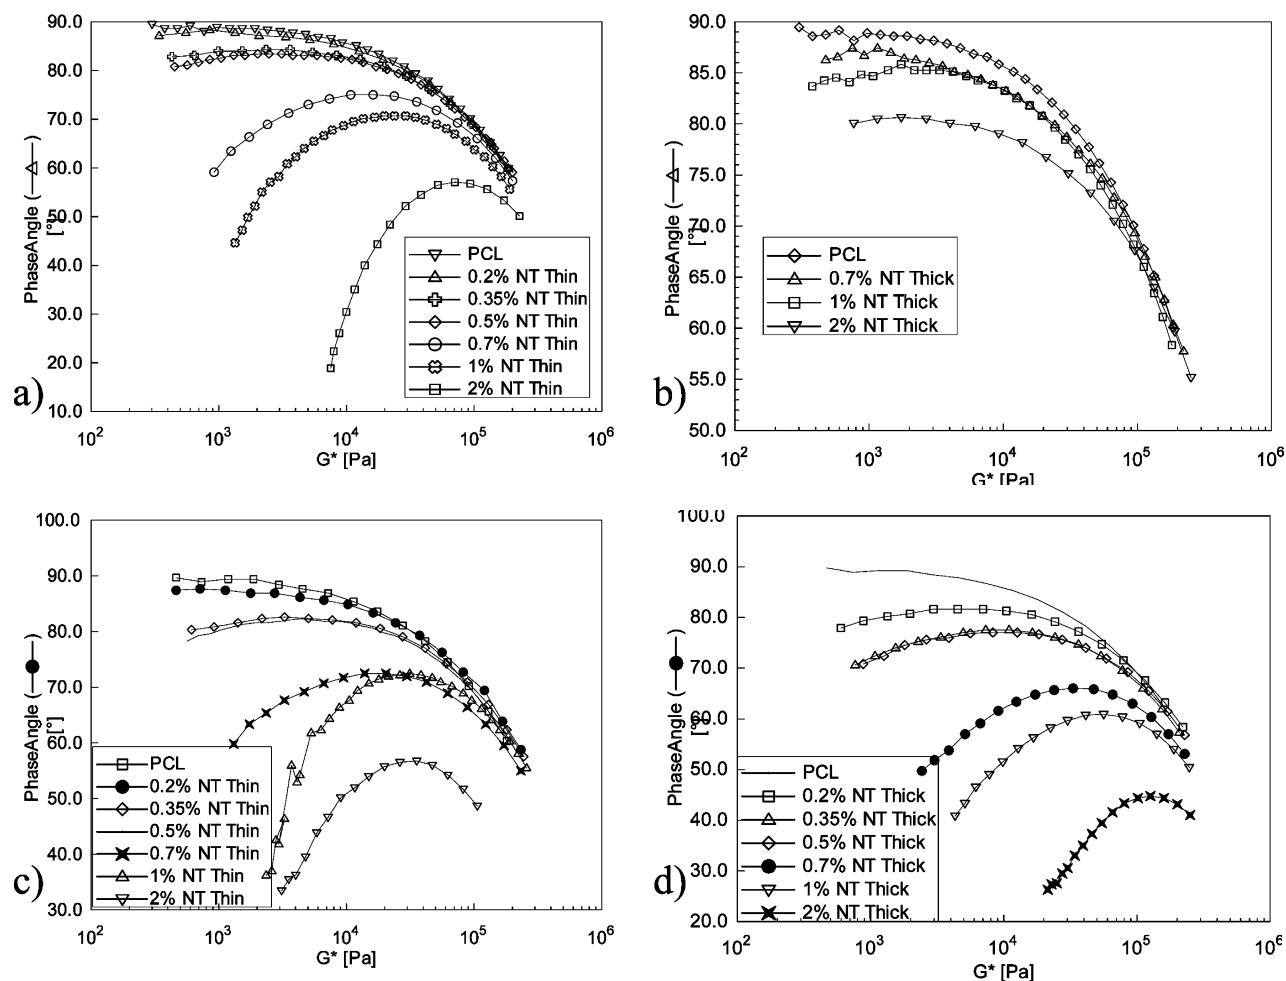 a)
PhaseAngle (—△—)
[°]
90.0
80.0
70.0
60.0
50.0
40.0
30.0
20.0
10.0
PCL
0.2% NT Thin
0.35% NT Thin
0.5% NT Thin
0.7% NT Thin
1% NT Thin
2% NT Thin
10² 10³ 10⁴ 10⁵ 10⁶
G* [Pa]
b)
PhaseAngle (—△—)
[°]
90.0
85.0
80.0
75.0
70.0
65.0
60.0
55.0
50.0
PCL
0.7% NT Thick
1% NT Thick
2% NT Thick
10² 10³ 10⁴ 10⁵ 10⁶
G* [Pa]
c)
PhaseAngle (—●—)
[°]
100.0
90.0
80.0
70.0
60.0
50.0
40.0
30.0
PCL
0.2% NT Thin
0.35% NT Thin
0.5% NT Thin
0.7% NT Thin
1% NT Thin
2% NT Thin
10² 10³ 10⁴ 10⁵ 10⁶
G* [Pa]
d)
PhaseAngle (—●—)
[°]
100.0
90.0
80.0
70.0
60.0
50.0
40.0
30.0
20.0
PCL
0.2% NT Thick
0.35% NT Thick
0.5% NT Thick
0.7% NT Thick
1% NT Thick
2% NT Thick
10² 10³ 10⁴ 10⁵ 10⁶
G* [Pa]